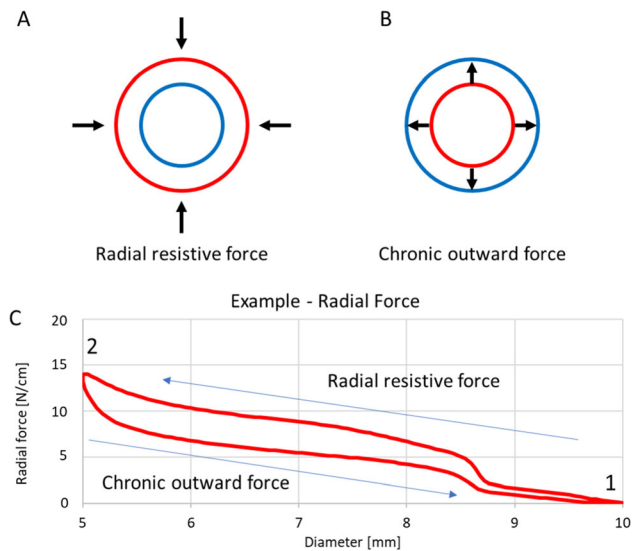 A
B
Radial resistive force
Chronic outward force
Example - Radial Force
C
20
15
10
5
0
Radial force [N/cm]
2
Radial resistive force
Chronic outward force
1
5
6
7
8
9
10
Diameter [mm]